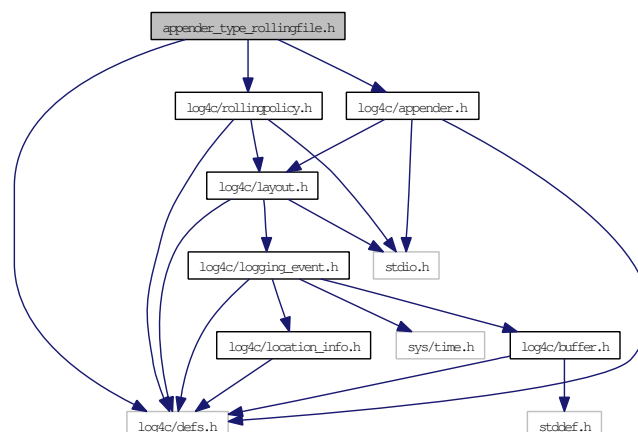 appender_type_rollingfile.h
log4c/rollingpolicy.h
log4c/appender.h
log4c/layout.h
log4c/logging_event.h
stdio.h
log4c/location_info.h
sys/time.h
log4c/buffer.h
log4c/defs.h
stddef.h